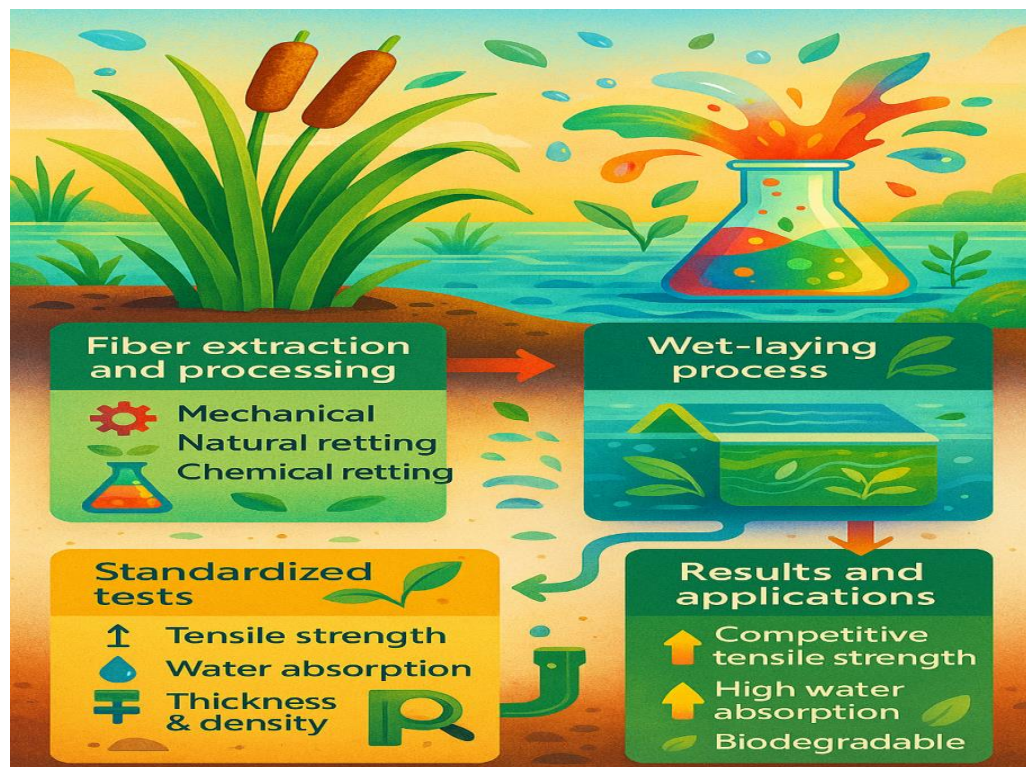 Fiber extraction
and processing
Mechanical
Natural retting
Chemical retting
Wet-laying
process
Standardized
tests
Tensile strength
Water absorption
Thickness
& density
Results and
applications
Competitive
tensile strength
High water
absorption
Biodegradable